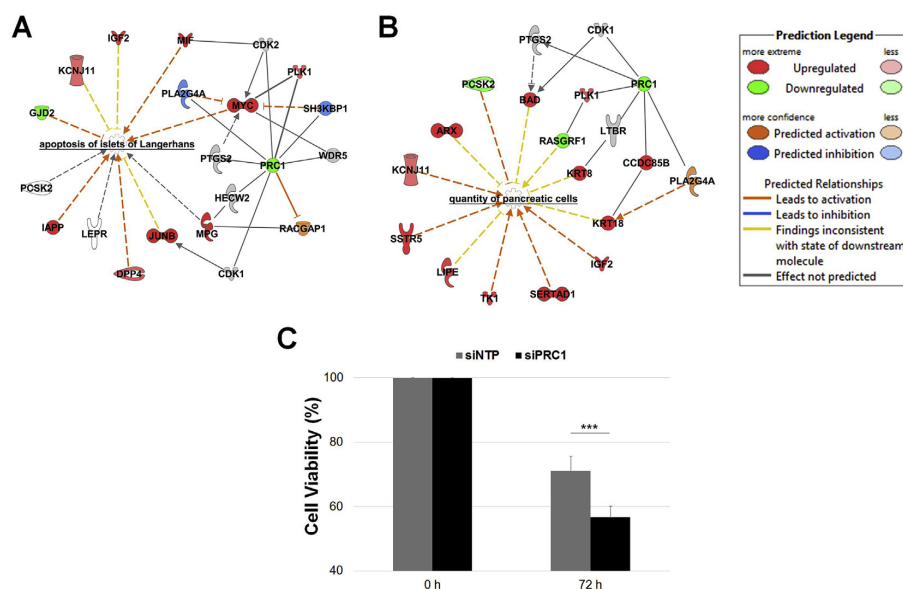 A
IGF2
MIF
CDK2
KCNJ11
PLK1
PLA2G4A
MYC
SH3KBP1
GJD2
apoptosis of islets of Langerhans
PTGS2
WDR5
PRC1
PCSK2
HECW2
IAPP
LEPR
JUNB
MPG
RACGAP1
DPP4
CDK1
B
PTGS2
CDK1
PCSK2
PRC1
BAD
PLK1
ARX
LTBR
RASGRF1
CCDC85B
KCNJ11
KRT8
PLA2G4A
quantity of pancreatic cells
KRT18
SSTR5
LIPE
IGF2
TK1
SERTAD1
Prediction Legend
more extreme less
Upregulated
Downregulated
more confidence less
Predicted activation
Predicted inhibition
Predicted Relationships
Leads to activation
Leads to inhibition
Findings inconsistent
with state of downstream
molecule
Effect not predicted
C
siNTP siPRC1
Cell Viability (%)
100
80
60
40
***
0 h 72 h